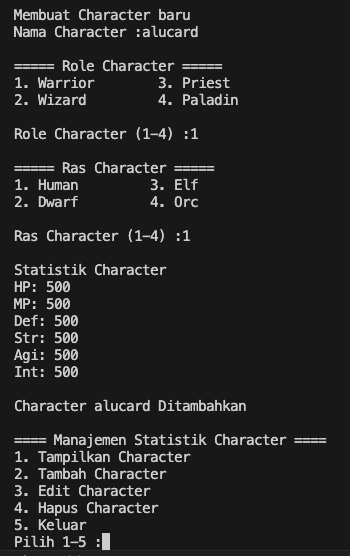 Membuat Character baru
Nama Character :alucard
===== Role Character =====
1. Warrior 3. Priest
2. Wizard 4. Paladin
Role Character (1-4) :1
===== Ras Character =====
1. Human 3. Elf
2. Dwarf 4. Orc
Ras Character (1-4) :1
Statistik Character
HP: 500
MP: 500
Def: 500
Str: 500
Agi: 500
Int: 500
Character alucard Ditambahkan
==== Manajemen Statistik Character ====
1. Tampilkan Character
2. Tambah Character
3. Edit Character
4. Hapus Character
5. Keluar
Pilih 1-5 :